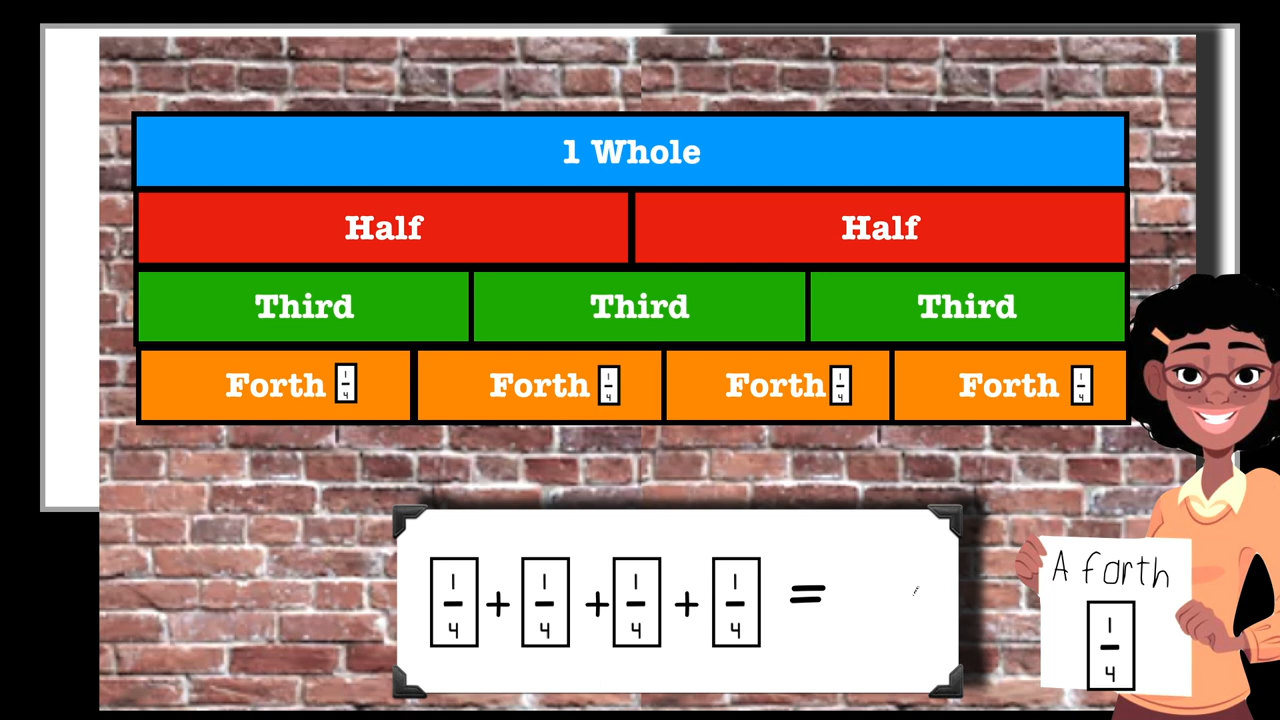 1 Whole
Half Half
Third Third Third
Forth 1/4 Forth 1/4 Forth 1/4 Forth 1/4
1/4 + 1/4 + 1/4 + 1/4 =
A forth
1/4